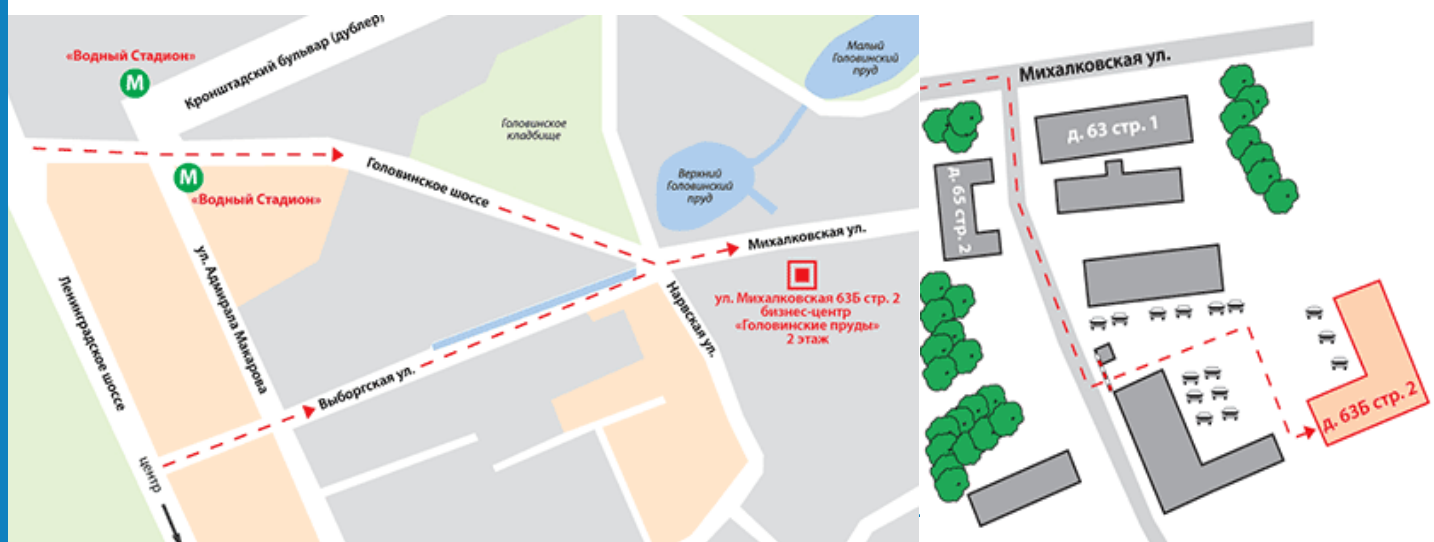 «Водный Стадион»
М
Кронштадский бульвар (дублер)
Малый
Головинский
пруд
Головинское
кладбище
Головинское шоссе
М
«Водный Стадион»
Верхний
Головинский
пруд
Михалковская ул.
ул. Михалковская 63Б стр. 2
бизнес-центр
«Головинские пруды»
2 этаж
Ленинградское шоссе
ул. Адмирала Макарова
Нарвская ул.
Выборгская ул.
центр
Михалковская ул.
д. 63 стр. 1
д. 65 стр. 2
д. 63Б стр. 2